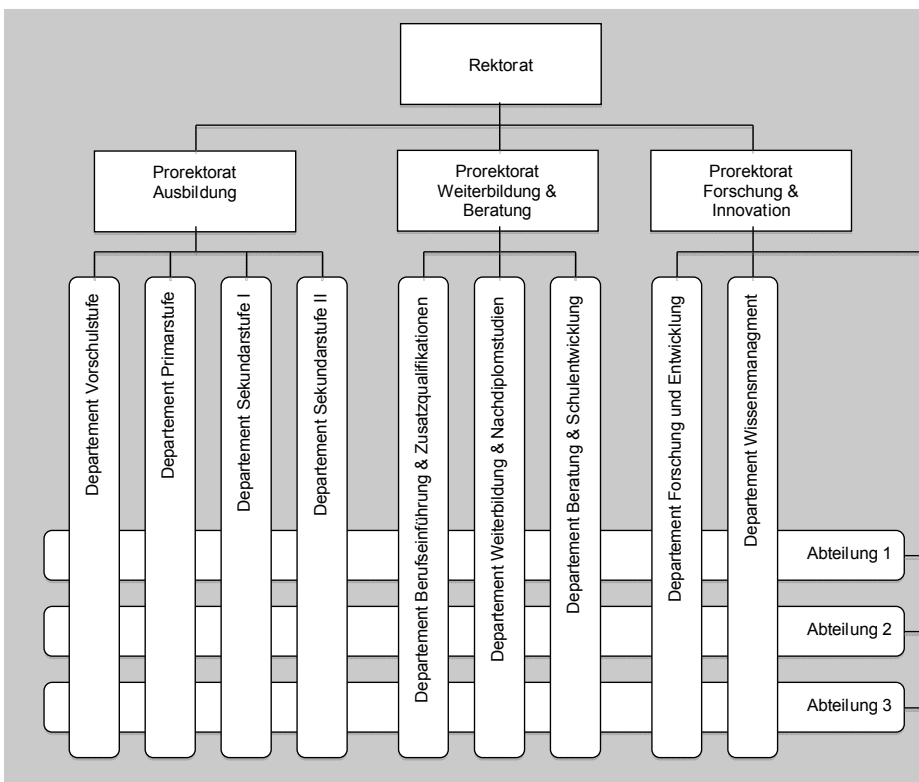 Rektorat
Prorektorat
Ausbildung
Prorektorat
Weiterbildung &
Beratung
Prorektorat
Forschung &
Innovation
Departement Vorschulstufe
Departement Primarstufe
Departement Sekundarstufe I
Departement Sekundarstufe II
Departement Berufseinführung & Zusatzqualifikationen
Departement Weiterbildung & Nachdiplomstudien
Departement Beratung & Schulentwicklung
Departement Forschung und Entwicklung
Departement Wissensmanagment
Abteilung 1
Abteilung 2
Abteilung 3